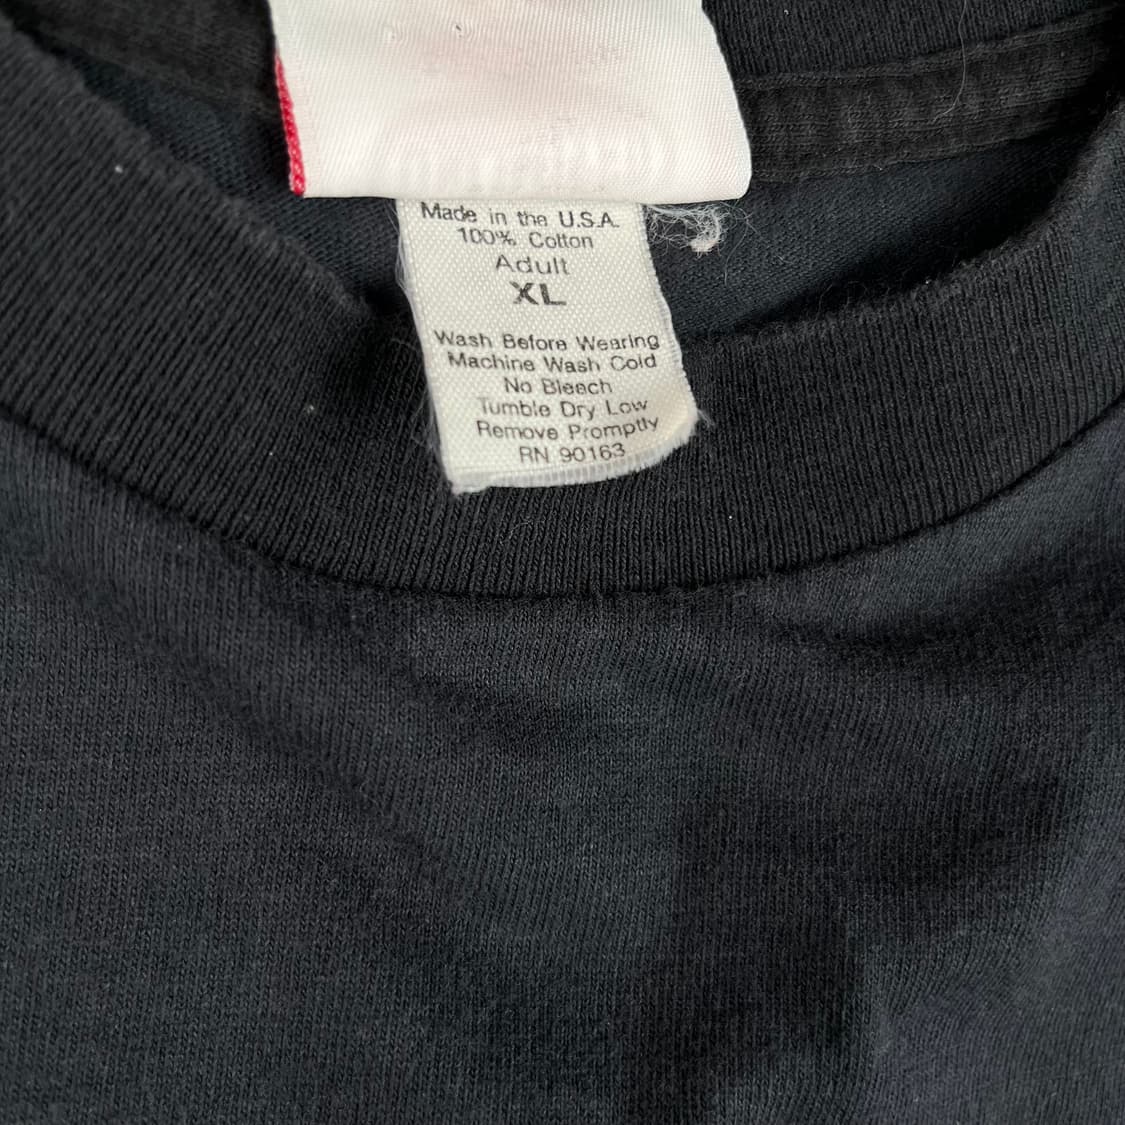 Made in the U.S.A.
100% Cotton
Adult
XL
Wash Before Wearing
Machine Wash Cold
No Bleach
Tumble Dry Low
Remove Promptly
RN 90163